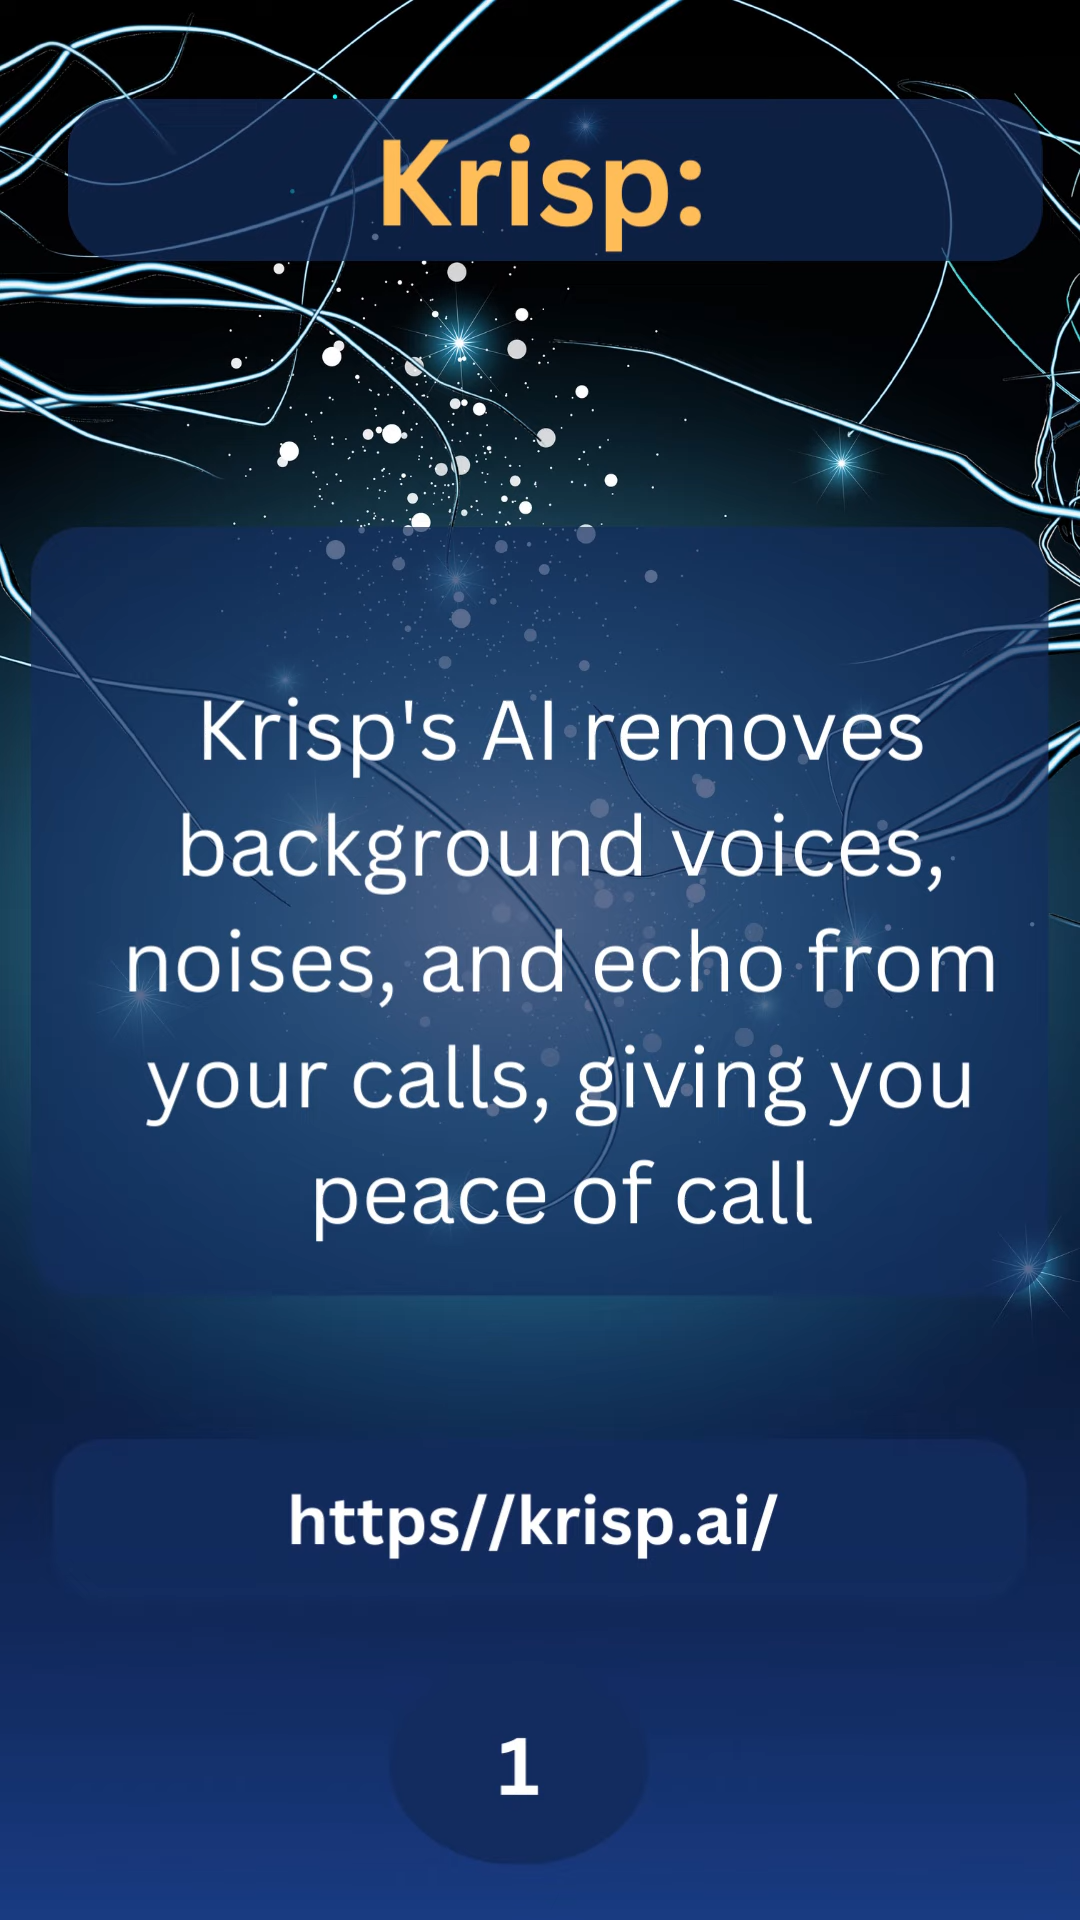 Krisp:
Krisp's AI removes
background voices,
noises, and echo from
your calls, giving you
peace of call
https//krisp.ai/
1